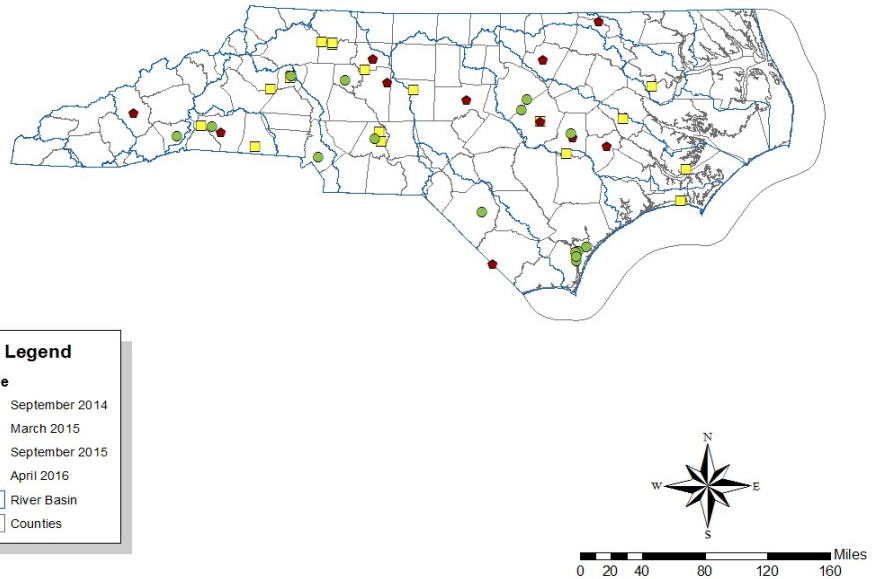 Legend
e
September 2014
March 2015
September 2015
April 2016
River Basin
Counties
N
W E
S
Miles
0 20 40 80 120 160